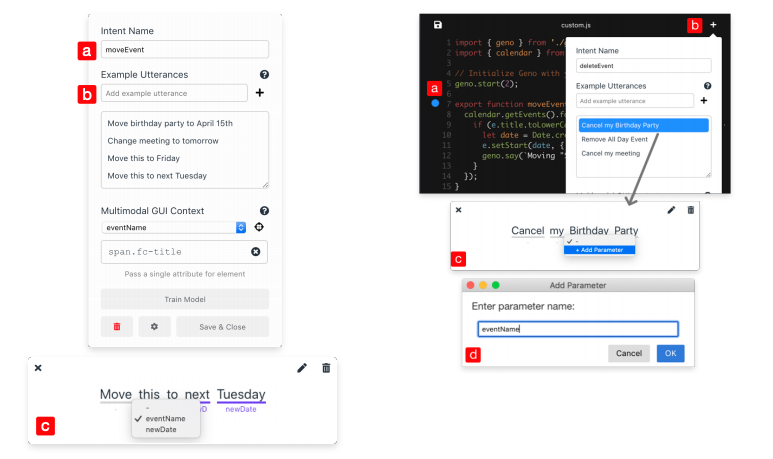 Intent Name
a
moveEvent
Example Utterances
?
b
Add example utterance
+
Move birthday party to April 15th
Change meeting to tomorrow
Move this to Friday
Move this to next Tuesday
Multimodal GUI Context
?
eventName
span.fc-title
Pass a single attribute for element
Train Model
Save & Close
Move this to next Tuesday
- newDate
-
✓ eventName
newDate
c
custom.js
b
+
1 import { geno } from './g
2 import { calendar } from
3
4 // Initialize Geno with
5 geno.start(2);
a
6
7 export function moveEvent
8 calendar.getEvents().f
9 if (e.title.toLowerC
10 let date = Date.cre
11 e.setStart(date, {
12 geno.say(`Moving "
13 }
14 });
15 }
Intent Name
deleteEvent
Example Utterances
?
Add example utterance
+
Cancel my Birthday Party
Remove All Day Event
Cancel my meeting
Cancel my Birthday Party
✓ -
+ Add Parameter
c
Add Parameter
Enter parameter name:
eventName
d
Cancel
OK